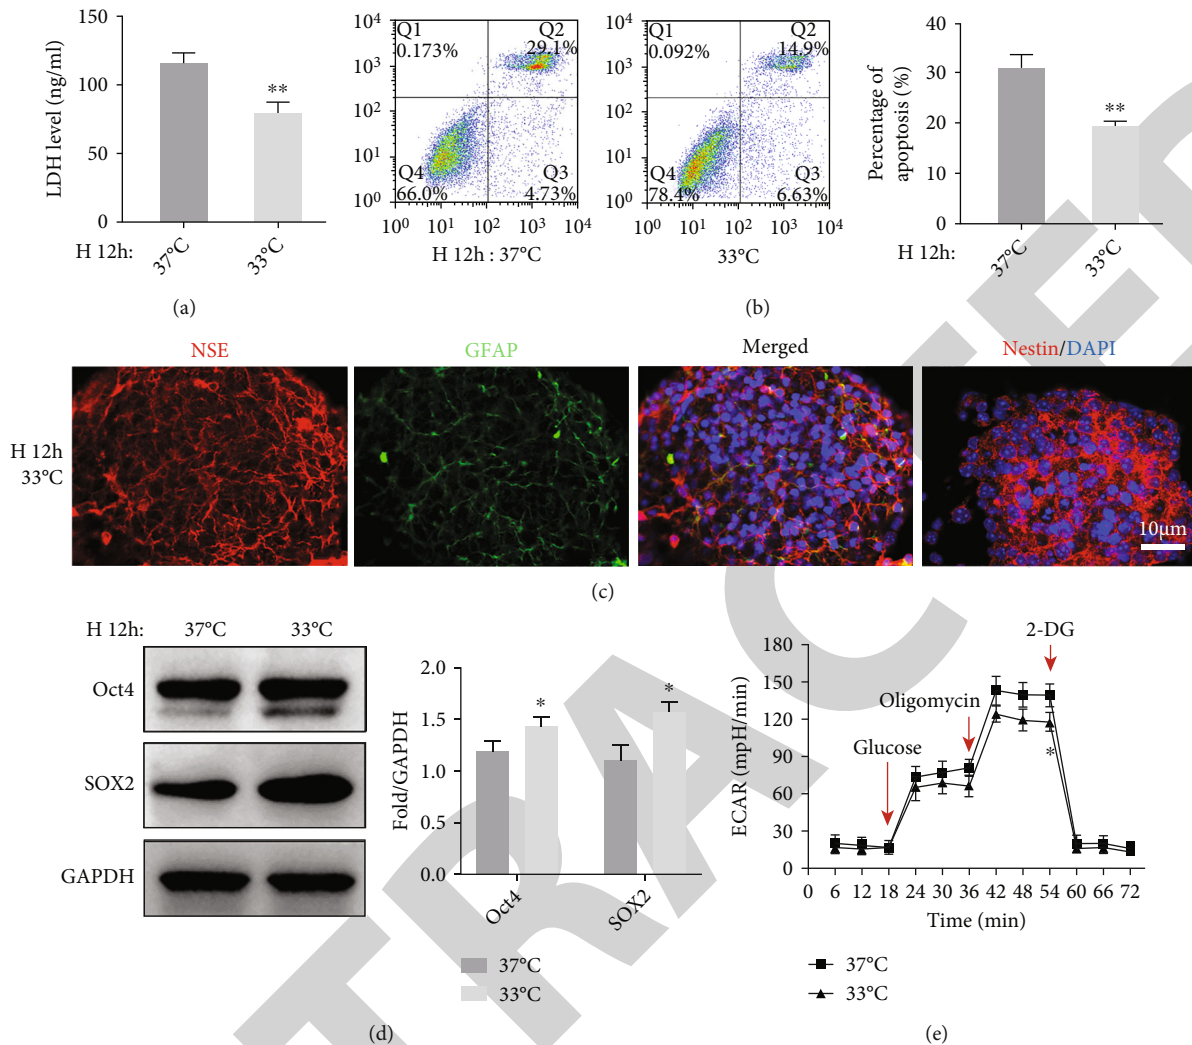 LDH level (ng/ml)
150
100
50
0
**
H 12h:
37°C
33°C
(a)
10⁴
10³
10²
10¹
10⁰
Q1
0.173%
Q2
29.1%
Q4
66.0%
Q3
4.73%
10⁰ 10¹ 10² 10³ 10⁴
H 12h : 37°C
10⁴
10³
10²
10¹
10⁰
Q1
0.092%
Q2
14.9%
Q4
78.4%
Q3
6.63%
10⁰ 10¹ 10² 10³ 10⁴
33°C
(b)
Percentage of
apoptosis (%)
40
30
20
10
0
**
H 12h:
37°C
33°C
NSE
GFAP
Merged
Nestin/DAPI
H 12h
33°C
10μm
(c)
H 12h:
37°C
33°C
Oct4
SOX2
GAPDH
Fold/GAPDH
2.0
1.5
1.0
0.5
0.0
*
*
Oct4
SOX2
37°C
33°C
(d)
ECAR (mpH/min)
180
150
120
90
60
30
0
Glucose
Oligomycin
2-DG
*
0 6 12 18 24 30 36 42 48 54 60 66 72
Time (min)
37°C
33°C
(e)